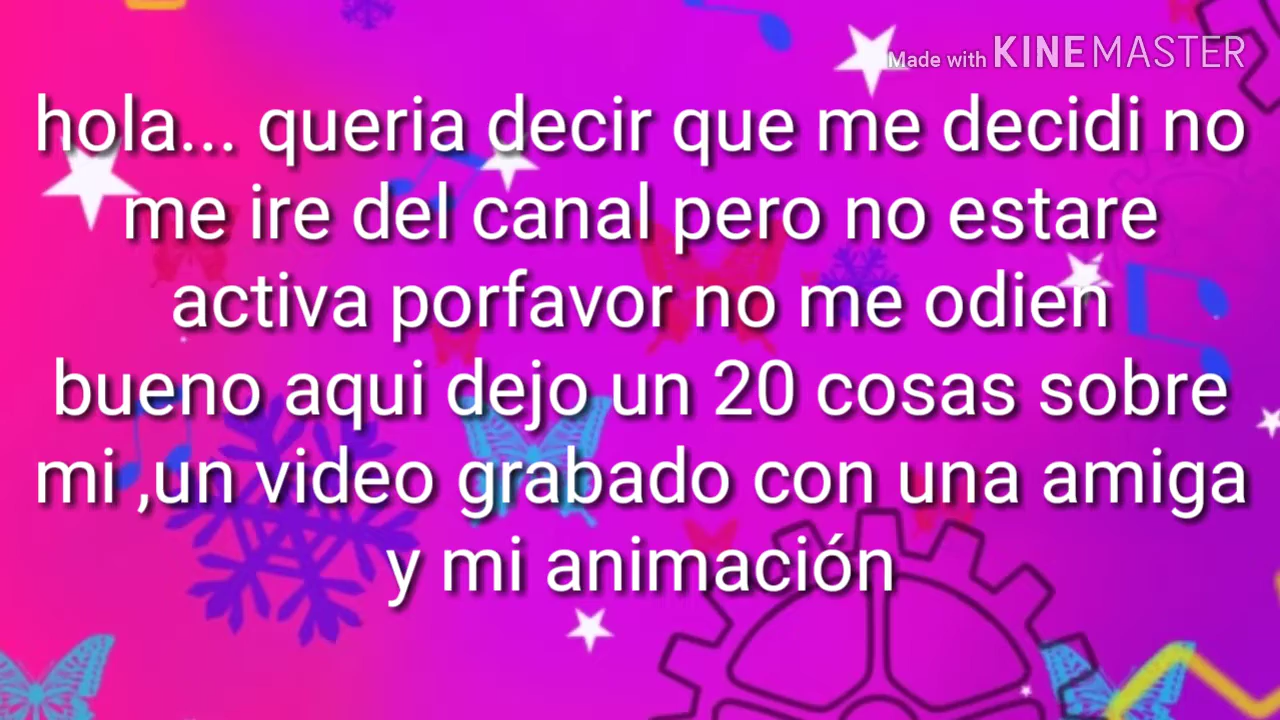 Made with KINEMASTER
hola... queria decir que me decidi no
me ire del canal pero no estare
activa porfavor no me odien
bueno aqui dejo un 20 cosas sobre
mi ,un video grabado con una amiga
y mi animación